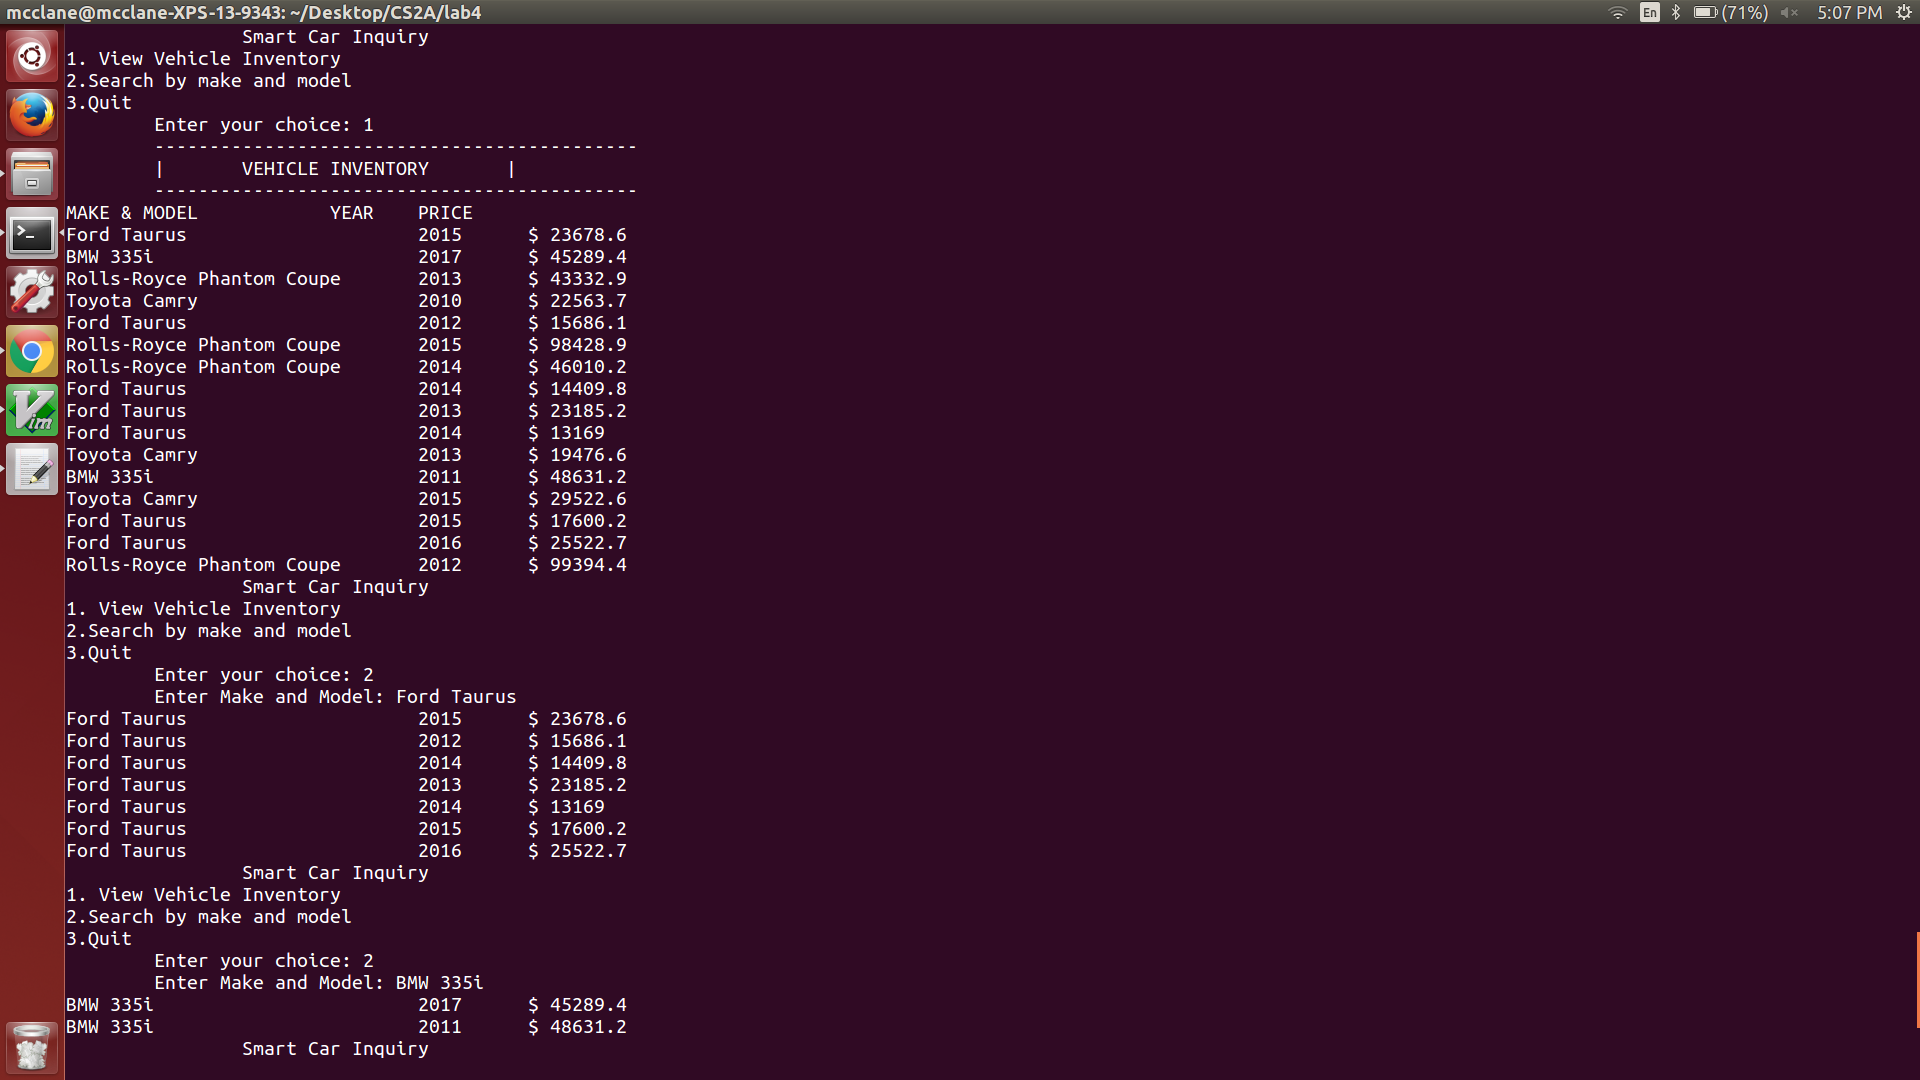 mcclane@mcclane-XPS-13-9343: ~/Desktop/CS2A/lab4 En (71%) 5:07 PM
Smart Car Inquiry
1. View Vehicle Inventory
2.Search by make and model
3.Quit
Enter your choice: 1
--------------------------------------------
| VEHICLE INVENTORY |
--------------------------------------------
MAKE & MODEL YEAR PRICE
Ford Taurus 2015 $ 23678.6
BMW 335i 2017 $ 45289.4
Rolls-Royce Phantom Coupe 2013 $ 43332.9
Toyota Camry 2010 $ 22563.7
Ford Taurus 2012 $ 15686.1
Rolls-Royce Phantom Coupe 2015 $ 98428.9
Rolls-Royce Phantom Coupe 2014 $ 46010.2
Ford Taurus 2014 $ 14409.8
Ford Taurus 2013 $ 23185.2
Ford Taurus 2014 $ 13169
Toyota Camry 2013 $ 19476.6
BMW 335i 2011 $ 48631.2
Toyota Camry 2015 $ 29522.6
Ford Taurus 2015 $ 17600.2
Ford Taurus 2016 $ 25522.7
Rolls-Royce Phantom Coupe 2012 $ 99394.4
Smart Car Inquiry
1. View Vehicle Inventory
2.Search by make and model
3.Quit
Enter your choice: 2
Enter Make and Model: Ford Taurus
Ford Taurus 2015 $ 23678.6
Ford Taurus 2012 $ 15686.1
Ford Taurus 2014 $ 14409.8
Ford Taurus 2013 $ 23185.2
Ford Taurus 2014 $ 13169
Ford Taurus 2015 $ 17600.2
Ford Taurus 2016 $ 25522.7
Smart Car Inquiry
1. View Vehicle Inventory
2.Search by make and model
3.Quit
Enter your choice: 2
Enter Make and Model: BMW 335i
BMW 335i 2017 $ 45289.4
BMW 335i 2011 $ 48631.2
Smart Car Inquiry
Vim